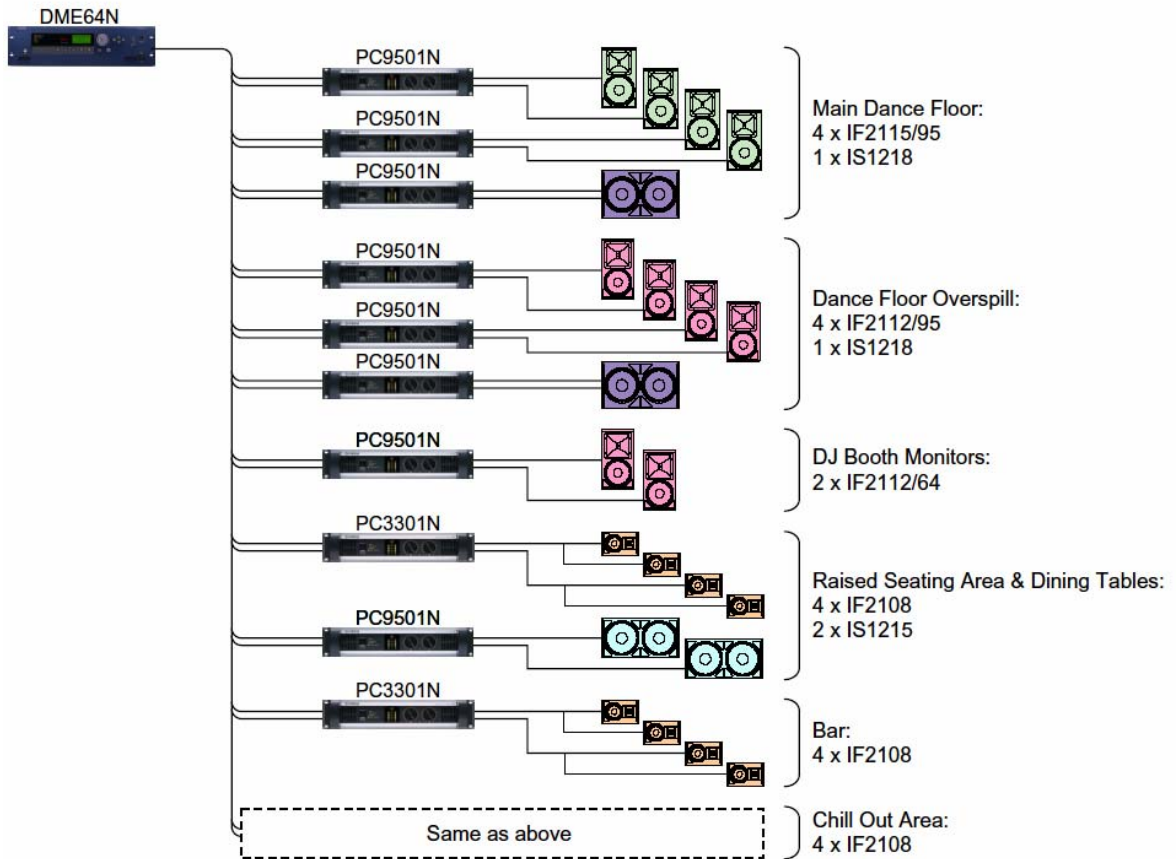 DME64N
PC9501N
PC9501N
PC9501N
Main Dance Floor:
4 x IF2115/95
1 x IS1218
PC9501N
PC9501N
PC9501N
Dance Floor Overspill:
4 x IF2112/95
1 x IS1218
PC9501N
DJ Booth Monitors:
2 x IF2112/64
PC3301N
PC9501N
Raised Seating Area & Dining Tables:
4 x IF2108
2 x IS1215
PC3301N
Bar:
4 x IF2108
Same as above
Chill Out Area:
4 x IF2108